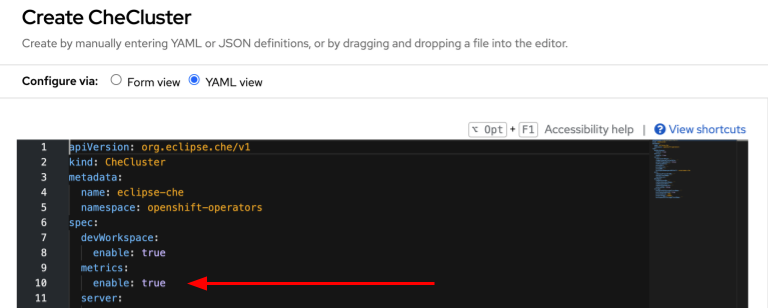 Create CheCluster
Create by manually entering YAML or JSON definitions, or by dragging and dropping a file into the editor.
Configure via: Form view YAML view
⌥ Opt + F1 Accessibility help | View shortcuts
1 apiVersion: org.eclipse.che/v1
2 kind: CheCluster
3 metadata:
4 name: eclipse-che
5 namespace: openshift-operators
6 spec:
7 devWorkspace:
8 enable: true
9 metrics:
10 enable: true
11 server: